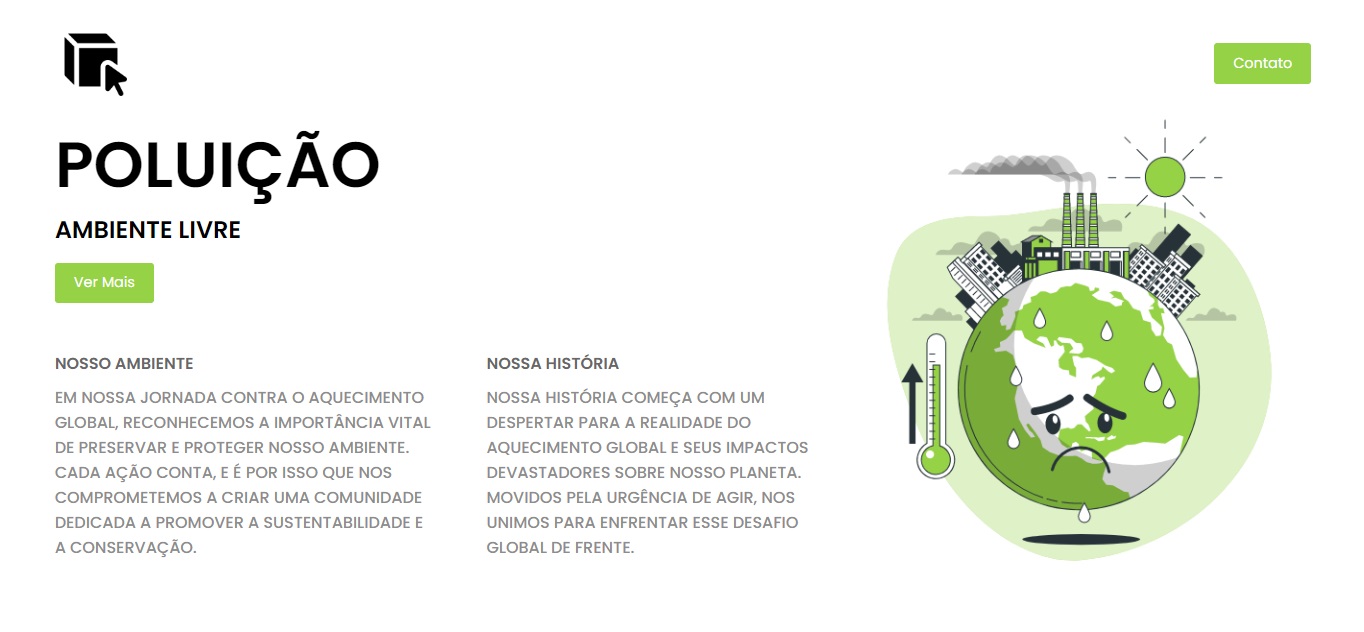 Contato
POLUIÇÃO
AMBIENTE LIVRE
Ver Mais
NOSSO AMBIENTE
EM NOSSA JORNADA CONTRA O AQUECIMENTO
GLOBAL, RECONHECEMOS A IMPORTÂNCIA VITAL
DE PRESERVAR E PROTEGER NOSSO AMBIENTE.
CADA AÇÃO CONTA, E É POR ISSO QUE NOS
COMPROMETEMOS A CRIAR UMA COMUNIDADE
DEDICADA A PROMOVER A SUSTENTABILIDADE E
A CONSERVAÇÃO.
NOSSA HISTÓRIA
NOSSA HISTÓRIA COMEÇA COM UM
DESPERTAR PARA A REALIDADE DO
AQUECIMENTO GLOBAL E SEUS IMPACTOS
DEVASTADORES SOBRE NOSSO PLANETA.
MOVIDOS PELA URGÊNCIA DE AGIR, NOS
UNIMOS PARA ENFRENTAR ESSE DESAFIO
GLOBAL DE FRENTE.